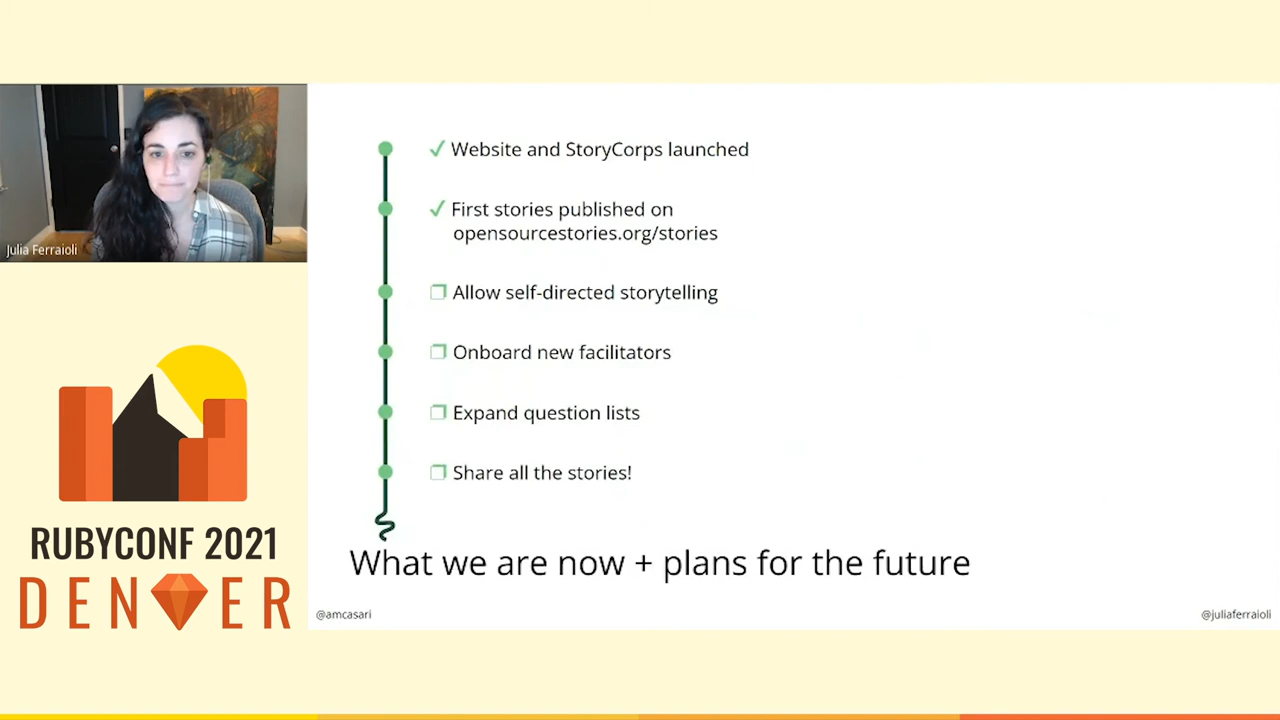 Julia Ferraioli
RUBYCONF 2021
DENVER
✓ Website and StoryCorps launched
✓ First stories published on
opensourcestories.org/stories
❐ Allow self-directed storytelling
❐ Onboard new facilitators
❐ Expand question lists
❐ Share all the stories!
What we are now + plans for the future
@amcasari
@juliaferraioli